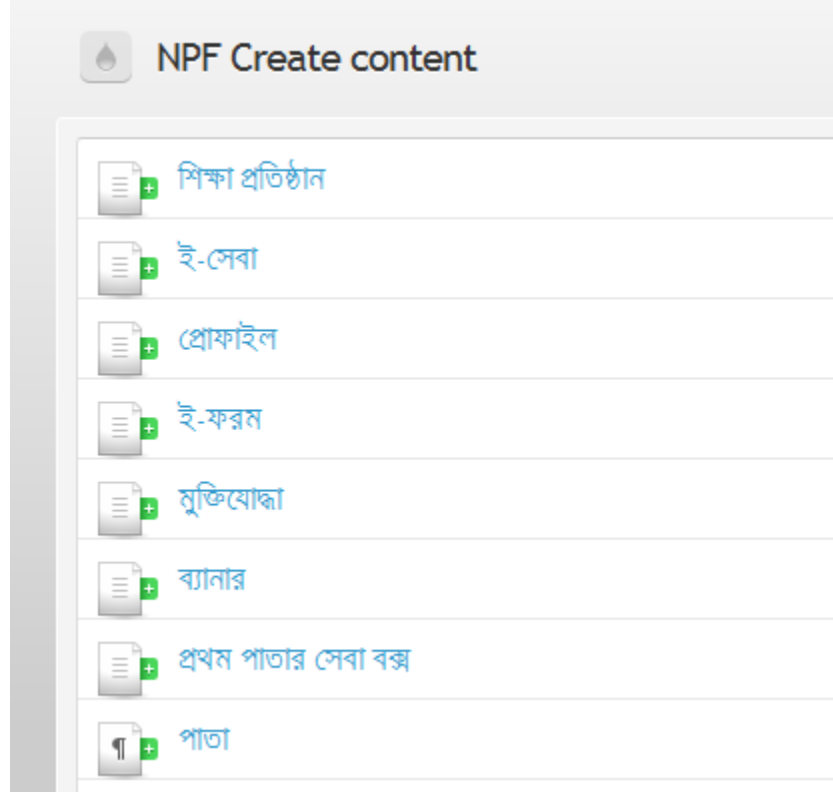 NPF Create content
শিক্ষা প্রতিষ্ঠান
ই-সেবা
প্রোফাইল
ই-ফরম
মুক্তিযোদ্ধা
ব্যানার
প্রথম পাতার সেবা বক্স
পাতা